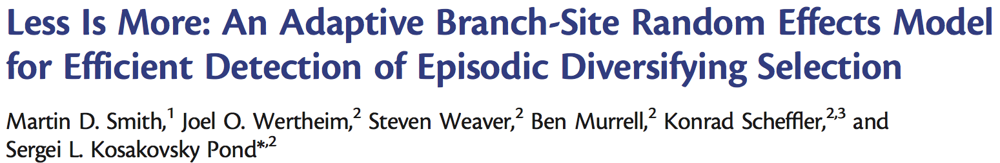 Less Is More: An Adaptive Branch-Site Random Effects Model
for Efficient Detection of Episodic Diversifying Selection
Martin D. Smith,1 Joel O. Wertheim,2 Steven Weaver,2 Ben Murrell,2 Konrad Scheffler,2,3 and
Sergei L. Kosakovsky Pond*,2